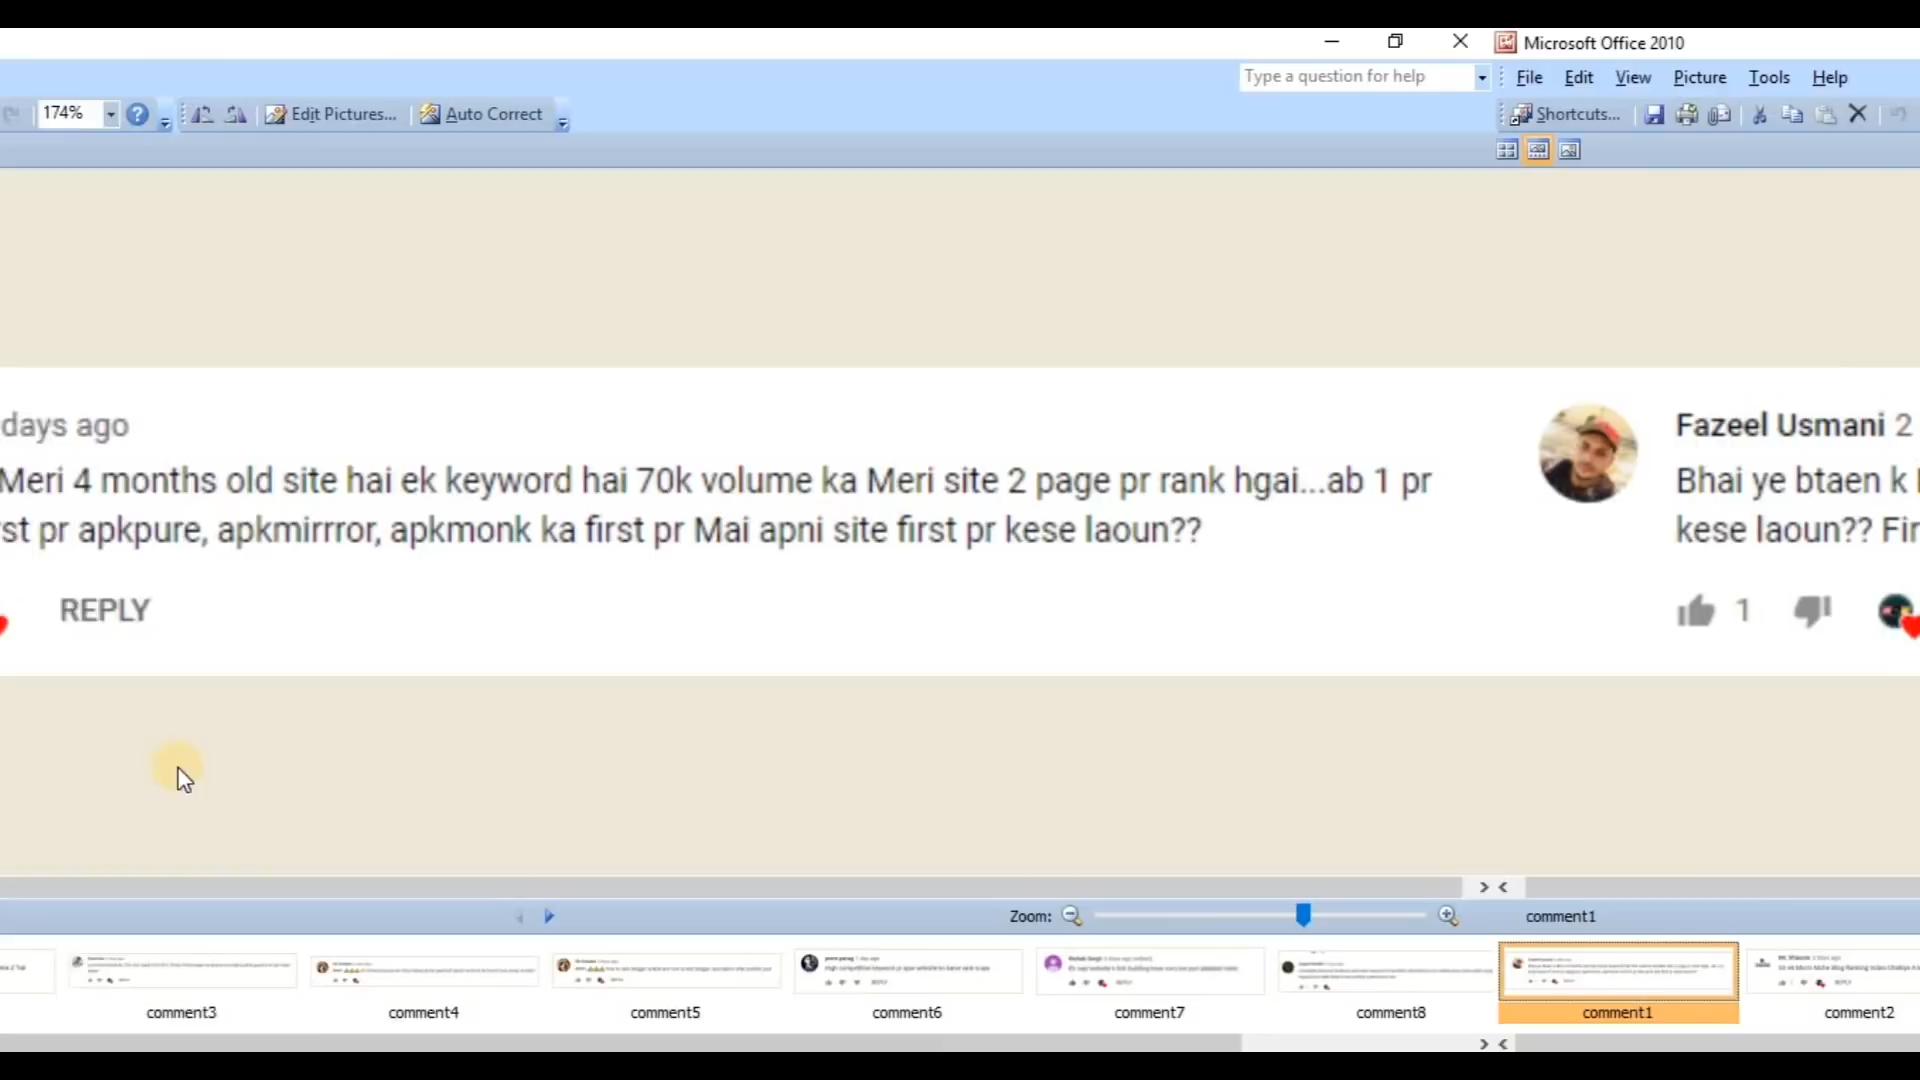 Microsoft Office 2010
Type a question for help
File Edit View Picture Tools Help
174%
Edit Pictures...
Auto Correct
Shortcuts...
days ago
Meri 4 months old site hai ek keyword hai 70k volume ka Meri site 2 page pr rank hgai...ab 1 pr
st pr apkpure, apkmirrror, apkmonk ka first pr Mai apni site first pr kese laoun??
REPLY
Fazeel Usmani 2
Bhai ye btaen k
kese laoun?? Fir
1
Zoom:
comment1
comment3
comment4
comment5
comment6
comment7
comment8
comment1
comment2